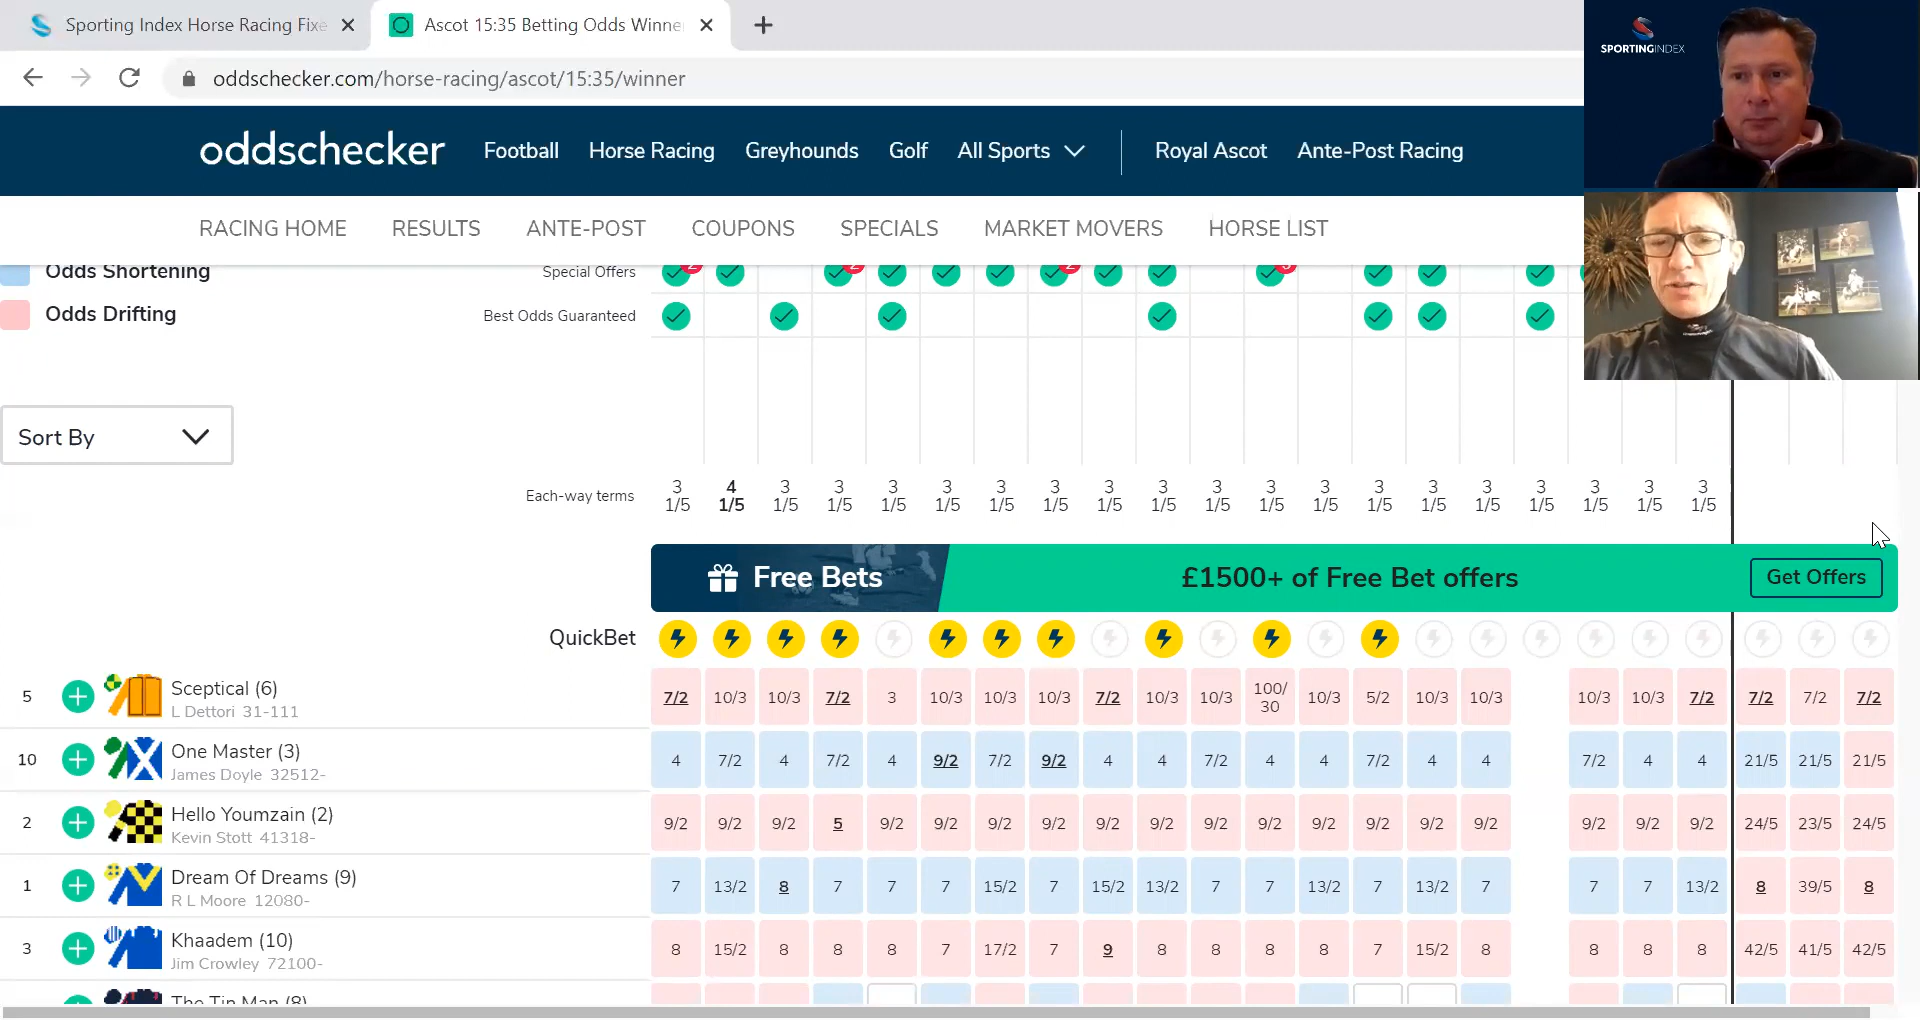 Sporting Index Horse Racing Fixe
Ascot 15:35 Betting Odds Winne
oddschecker.com/horse-racing/ascot/15:35/winner
SPORTINGINDEX
oddschecker Football Horse Racing Greyhounds Golf All Sports Royal Ascot Ante-Post Racing
RACING HOME RESULTS ANTE-POST COUPONS SPECIALS MARKET MOVERS HORSE LIST
Odds Shortening Special Offers 2 2 2
Odds Drifting Best Odds Guaranteed
Sort By
Each-way terms
3 4 3 3 3 3 3 3 3 3 3 3 3 3 3 3 3 3 3 3
1/5 1/5 1/5 1/5 1/5 1/5 1/5 1/5 1/5 1/5 1/5 1/5 1/5 1/5 1/5 1/5 1/5 1/5 1/5 1/5
Free Bets £1500+ of Free Bet offers Get Offers
QuickBet
5 Sceptical (6) 7/2 10/3 10/3 7/2 3 10/3 10/3 10/3 7/2 10/3 10/3 100/30 10/3 5/2 10/3 10/3 10/3 10/3 7/2 7/2 7/2 7/2
L Dettori 31-111
10 One Master (3) 4 7/2 4 7/2 4 9/2 7/2 9/2 4 4 7/2 4 4 7/2 4 4 7/2 4 4 21/5 21/5 21/5
James Doyle 32512-
2 Hello Youmzain (2) 9/2 9/2 9/2 5 9/2 9/2 9/2 9/2 9/2 9/2 9/2 9/2 9/2 9/2 9/2 9/2 9/2 9/2 9/2 24/5 23/5 24/5
Kevin Stott 41318-
1 Dream Of Dreams (9) 7 13/2 8 7 7 7 15/2 7 15/2 13/2 7 7 13/2 7 13/2 7 7 7 13/2 8 39/5 8
R L Moore 12080-
3 Khaadem (10) 8 15/2 8 8 8 7 17/2 7 9 8 8 8 8 7 15/2 8 8 8 8 42/5 41/5 42/5
Jim Crowley 72100-
The Tin Man (8)